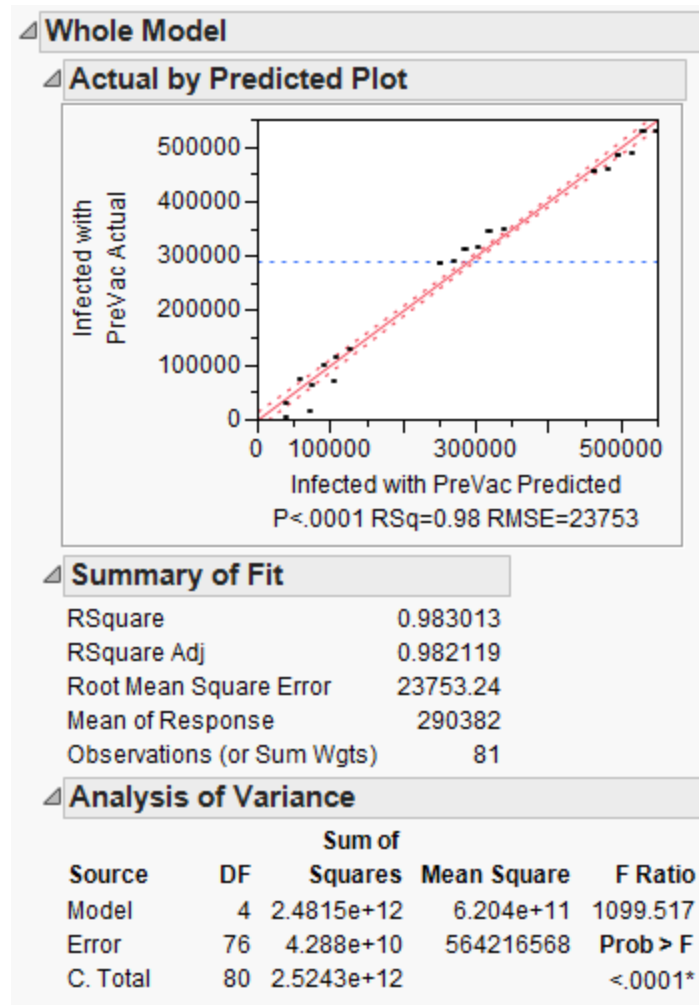 Whole Model
Actual by Predicted Plot
500000
400000
300000
200000
100000
0
Infected with
PreVac Actual
0 100000 300000 500000
Infected with PreVac Predicted
P<.0001 RSq=0.98 RMSE=23753
Summary of Fit
RSquare 0.983013
RSquare Adj 0.982119
Root Mean Square Error 23753.24
Mean of Response 290382
Observations (or Sum Wgts) 81
Analysis of Variance
Sum of
Source DF Squares Mean Square F Ratio
Model 4 2.4815e+12 6.204e+11 1099.517
Error 76 4.288e+10 564216568 Prob > F
C. Total 80 2.5243e+12 <.0001*